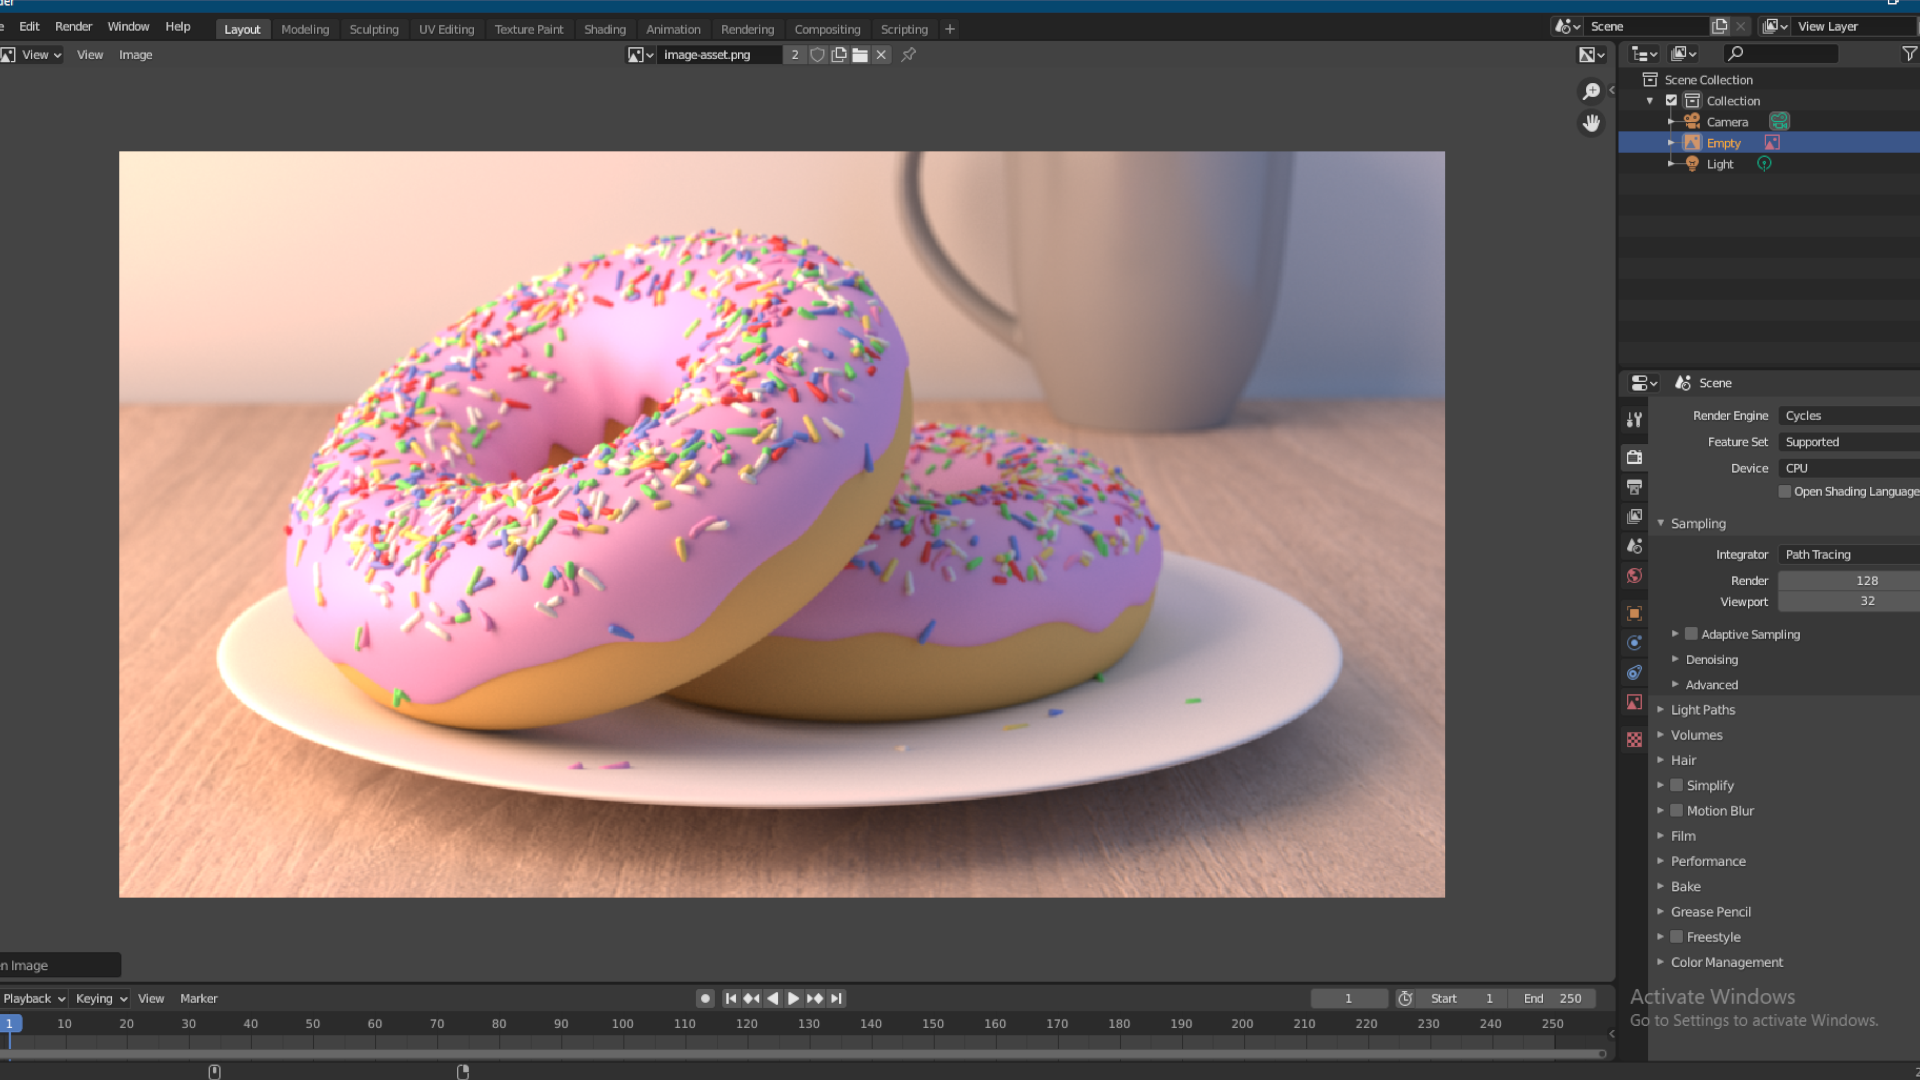 der
Edit Render Window Help Layout Modeling Sculpting UV Editing Texture Paint Shading Animation Rendering Compositing Scripting + Scene View Layer
View View Image image-asset.png 2
Scene Collection
Collection
Camera
Empty
Light
Scene
Render Engine Cycles
Feature Set Supported
Device CPU
Open Shading Language
Sampling
Integrator Path Tracing
Render 128
Viewport 32
Adaptive Sampling
Denoising
Advanced
Light Paths
Volumes
Hair
Simplify
Motion Blur
Film
Performance
Bake
Grease Pencil
Freestyle
Color Management
n Image
Playback Keying View Marker 1 Start 1 End 250
Activate Windows
Go to Settings to activate Windows.
1 10 20 30 40 50 60 70 80 90 100 110 120 130 140 150 160 170 180 190 200 210 220 230 240 250